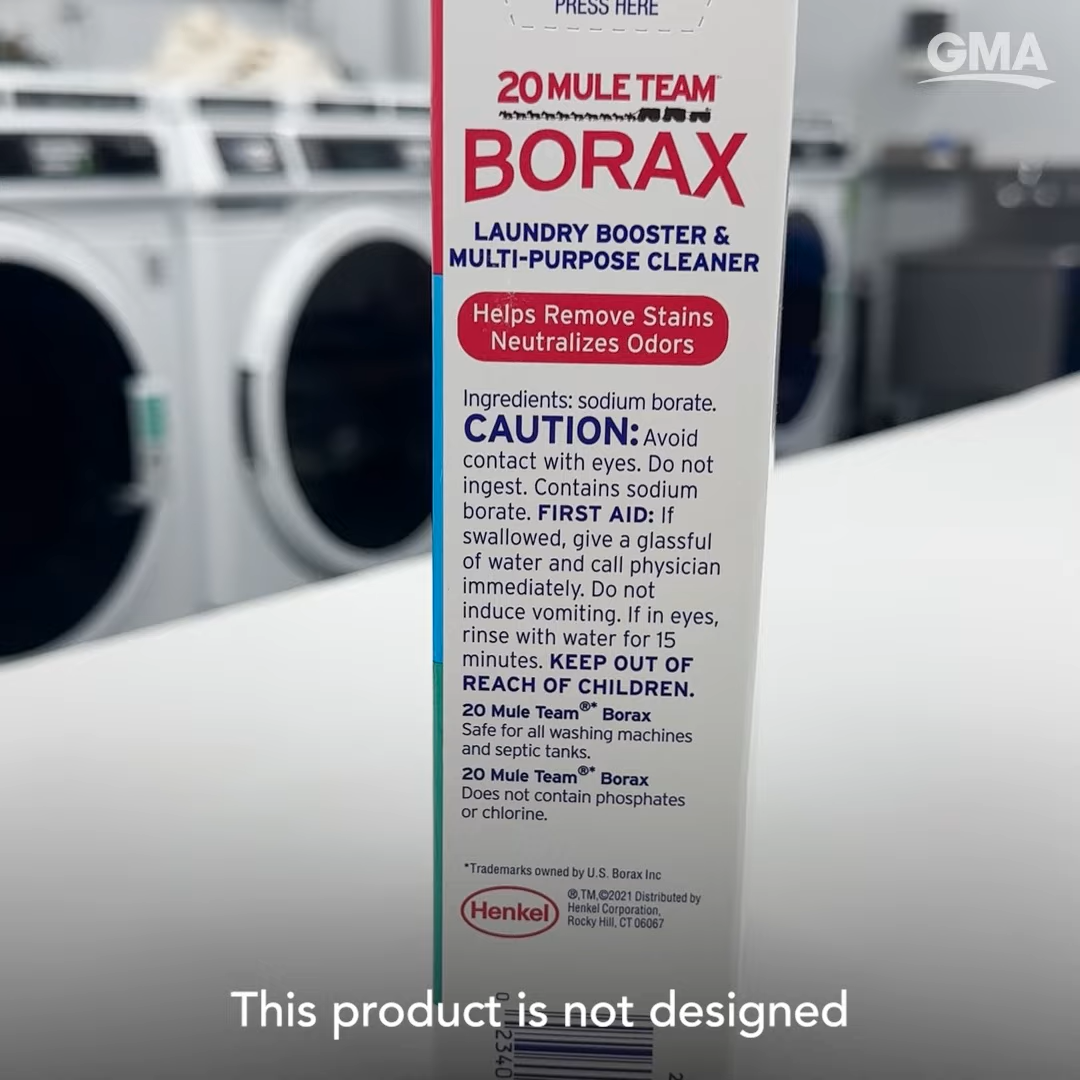 PRESS HERE
GMA
20 MULE TEAM
BORAX
LAUNDRY BOOSTER &
MULTI-PURPOSE CLEANER
Helps Remove Stains
Neutralizes Odors
Ingredients: sodium borate.
CAUTION: Avoid
contact with eyes. Do not
ingest. Contains sodium
borate. FIRST AID: If
swallowed, give a glassful
of water and call physician
immediately. Do not
induce vomiting. If in eyes,
rinse with water for 15
minutes. KEEP OUT OF
REACH OF CHILDREN.
20 Mule Team®* Borax
Safe for all washing machines
and septic tanks.
20 Mule Team®* Borax
Does not contain phosphates
or chlorine.
*Trademarks owned by U.S. Borax Inc
Henkel
®,TM,©2021 Distributed by
Henkel Corporation,
Rocky Hill, CT 06067
This product is not designed
0
2340